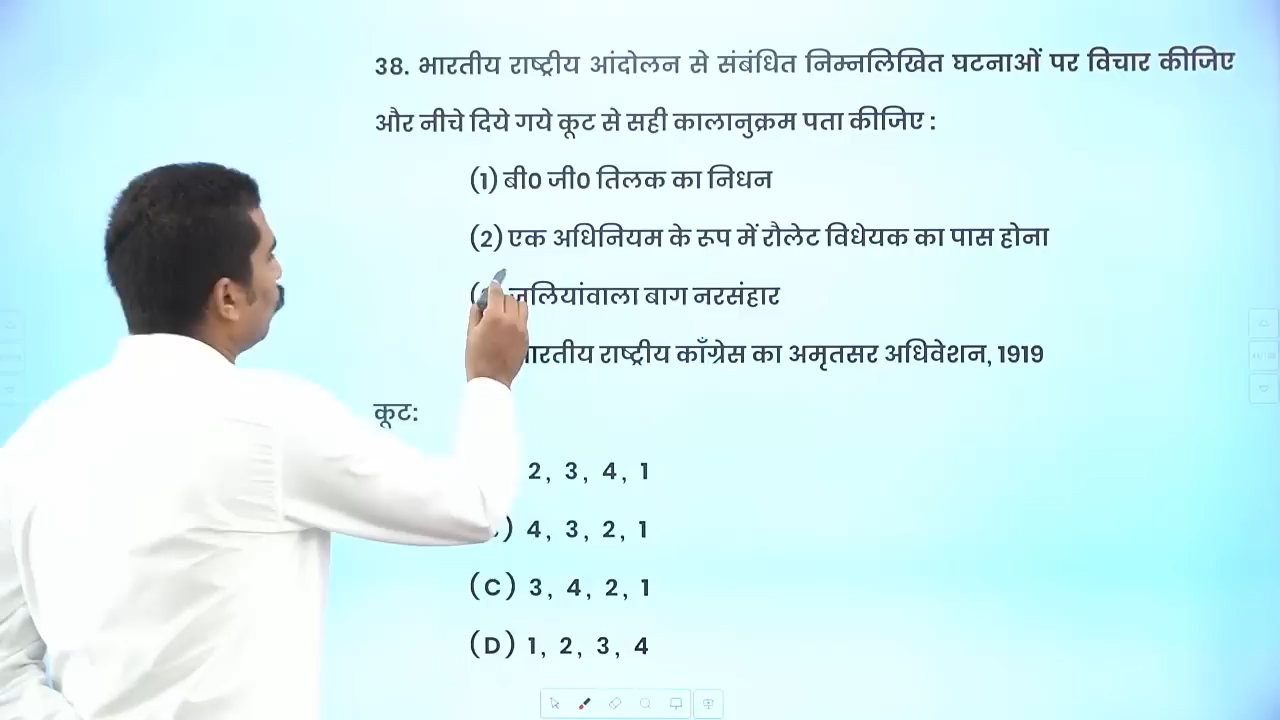 38. भारतीय राष्ट्रीय आंदोलन से संबंधित निम्नलिखित घटनाओं पर विचार कीजिए
और नीचे दिये गये कूट से सही कालानुक्रम पता कीजिए :
(1) बी0 जी0 तिलक का निधन
(2) एक अधिनियम के रूप में रौलेट विधेयक का पास होना
जलियांवाला बाग नरसंहार
राष्ट्रीय काँग्रेस का अमृतसर अधिवेशन, 1919
कूट:
2, 3, 4, 1
) 4, 3, 2, 1
(C) 3, 4, 2, 1
(D) 1, 2, 3, 4